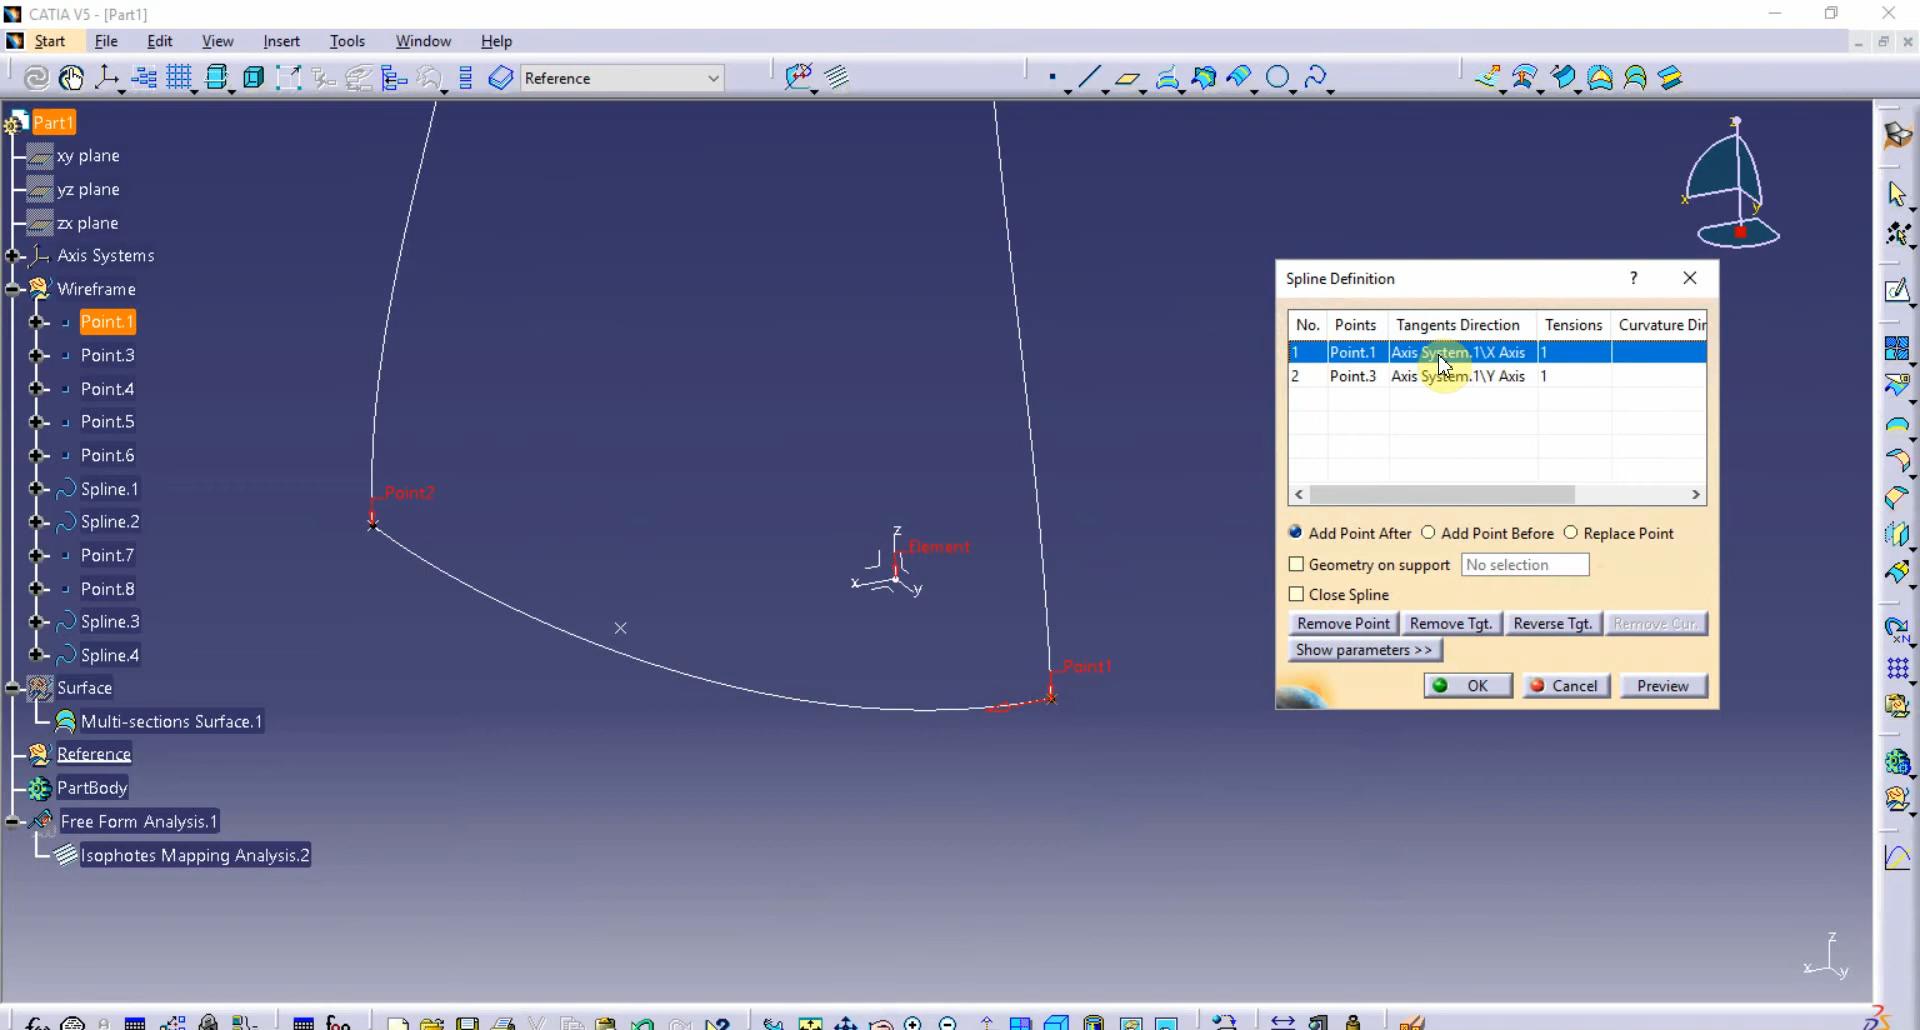 CATIA V5 - [Part1]
Start File Edit View Insert Tools Window Help
Reference
Part1
xy plane
yz plane
zx plane
Axis Systems
Wireframe
Point.1
Point.3
Point.4
Point.5
Point.6
Spline.1
Spline.2
Point.7
Point.8
Spline.3
Spline.4
Surface
Multi-sections Surface.1
Reference
PartBody
Free Form Analysis.1
Isophotes Mapping Analysis.2
Point2
z
Element
x
y
Point1
z
x
y
Spline Definition
No. Points Tangents Direction Tensions Curvature Dir
1 Point.1 Axis System.1\X Axis 1
2 Point.3 Axis System.1\Y Axis 1
Add Point After Add Point Before Replace Point
Geometry on support No selection
Close Spline
Remove Point Remove Tgt. Reverse Tgt. Remove Cur.
Show parameters >>
OK Cancel Preview
z
x
y